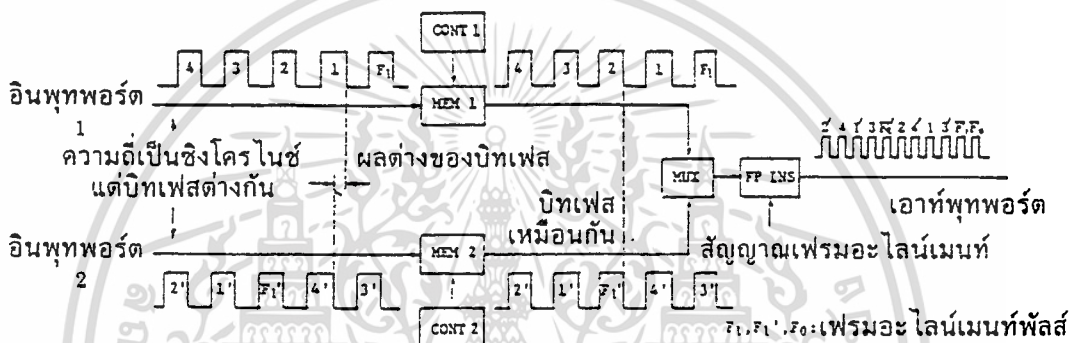 CONT 1
4 3 2 1 F₁
4 3 2 1 F₁
อินพุทพอร์ต
1
MEM 1
ความถี่เป็นซิงโครไนซ์
แต่บิทเฟสต่างกัน
ผลต่างของบิทเฟส
บิทเฟส
เหมือนกัน
MUX
FP INS
เอาท์พุทพอร์ต
สัญญาณเฟรมอะไลน์เมนท์
อินพุทพอร์ต
2
MEM 2
2' 1' F₁' 4' 3'
2' 1' F₁' 4' 3'
CONT 2
F₁,F₁',F₀:เฟรมอะไลน์เมนท์พัลส์